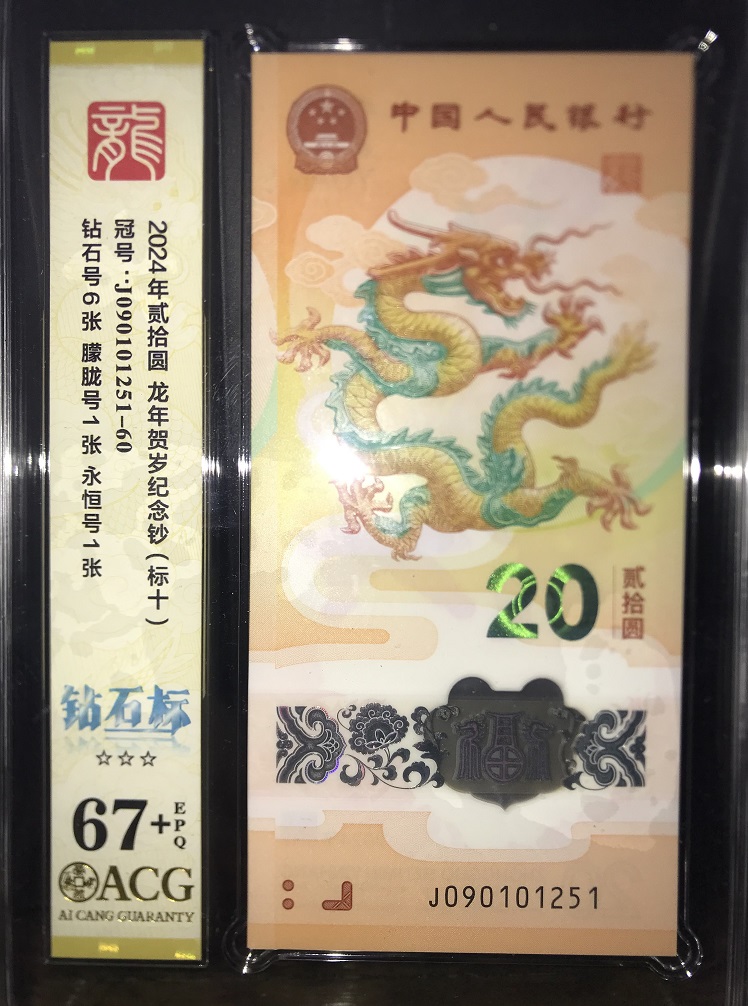 龍
2024年贰拾圆 龙年贺岁纪念钞（标十）
冠号：J090101251-60
钻石号6张 朦胧号1张 永恒号1张
钻石标
☆☆☆
67+
EPQ
ACG
AI CANG GUARANTY
中国人民银行
20
贰拾圆
福
J090101251